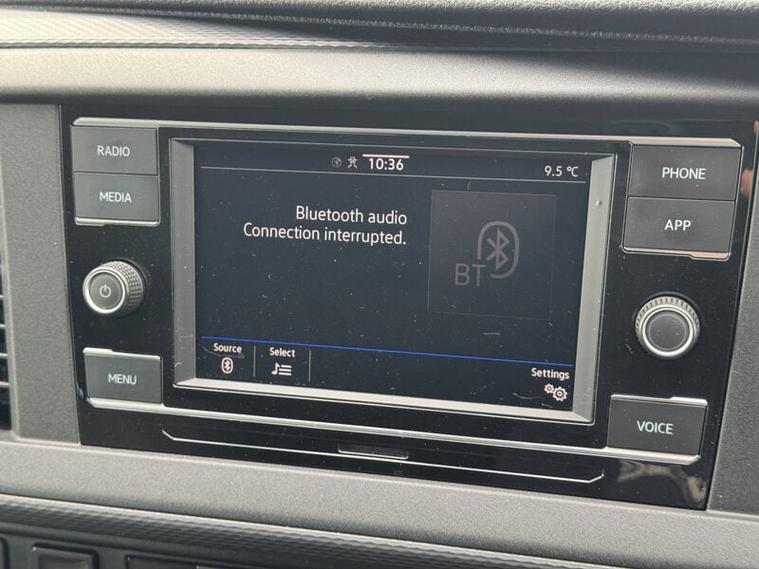 RADIO
MEDIA
MENU
10:36
9.5 °C
Bluetooth audio
Connection interrupted.
BT
Source
Select
Settings
PHONE
APP
VOICE